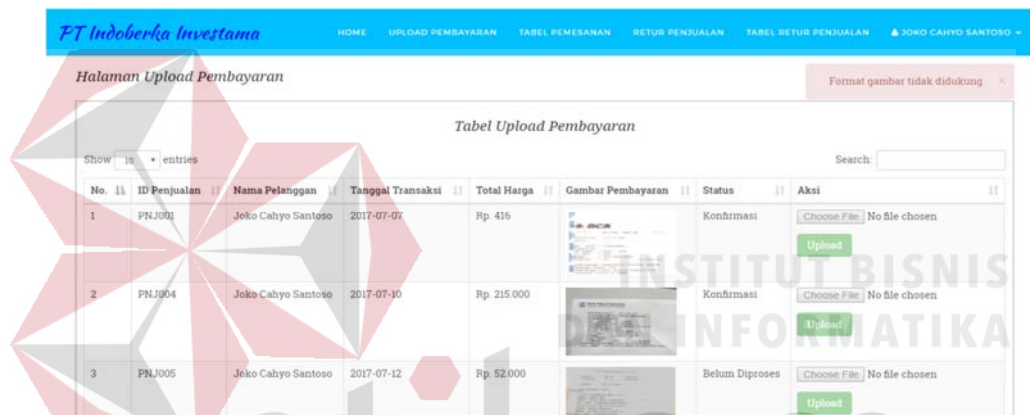 PT Indoberka Investama
HOME UPLOAD PEMBAYARAN TABEL PEMESANAN RETUR PENJUALAN TABEL RETUR PENJUALAN JOKO CAHYO SANTOSO
Halaman Upload Pembayaran
Format gambar tidak didukung ×
Tabel Upload Pembayaran
Show 10 entries Search:
No. ID Penjualan Nama Pelanggan Tanggal Transaksi Total Harga Gambar Pembayaran Status Aksi
1 PNJ001 Joko Cahyo Santoso 2017-07-07 Rp. 416 BCA Konfirmasi Choose File No file chosen
Upload
2 PNJ004 Joko Cahyo Santoso 2017-07-10 Rp. 215.000 Konfirmasi Choose File No file chosen
Upload
3 PNJ005 Joko Cahyo Santoso 2017-07-12 Rp. 52.000 Belum Diproses Choose File No file chosen
Upload
INSTITUT BISNIS
INFORMATIKA